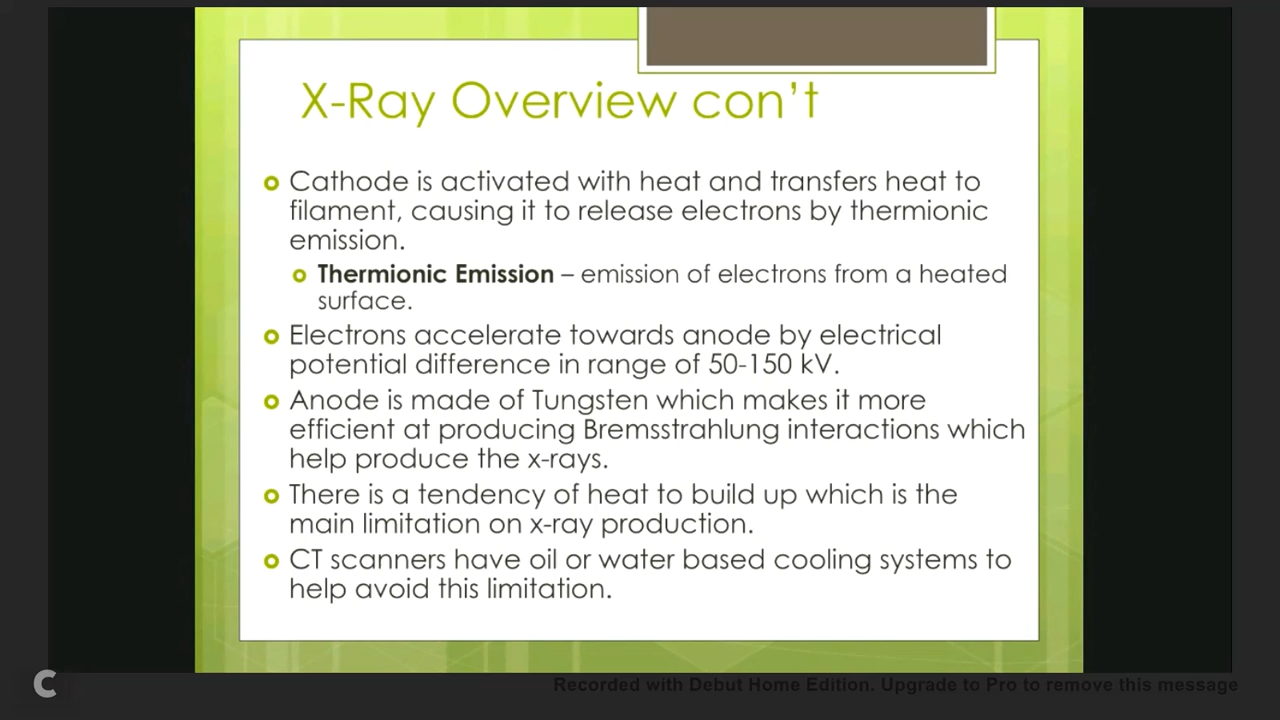 X-Ray Overview con’t
Cathode is activated with heat and transfers heat to
filament, causing it to release electrons by thermionic
emission.
Thermionic Emission – emission of electrons from a heated
surface.
Electrons accelerate towards anode by electrical
potential difference in range of 50-150 kV.
Anode is made of Tungsten which makes it more
efficient at producing Bremsstrahlung interactions which
help produce the x-rays.
There is a tendency of heat to build up which is the
main limitation on x-ray production.
CT scanners have oil or water based cooling systems to
help avoid this limitation.
C
Recorded with Debut Home Edition. Upgrade to Pro to remove this message